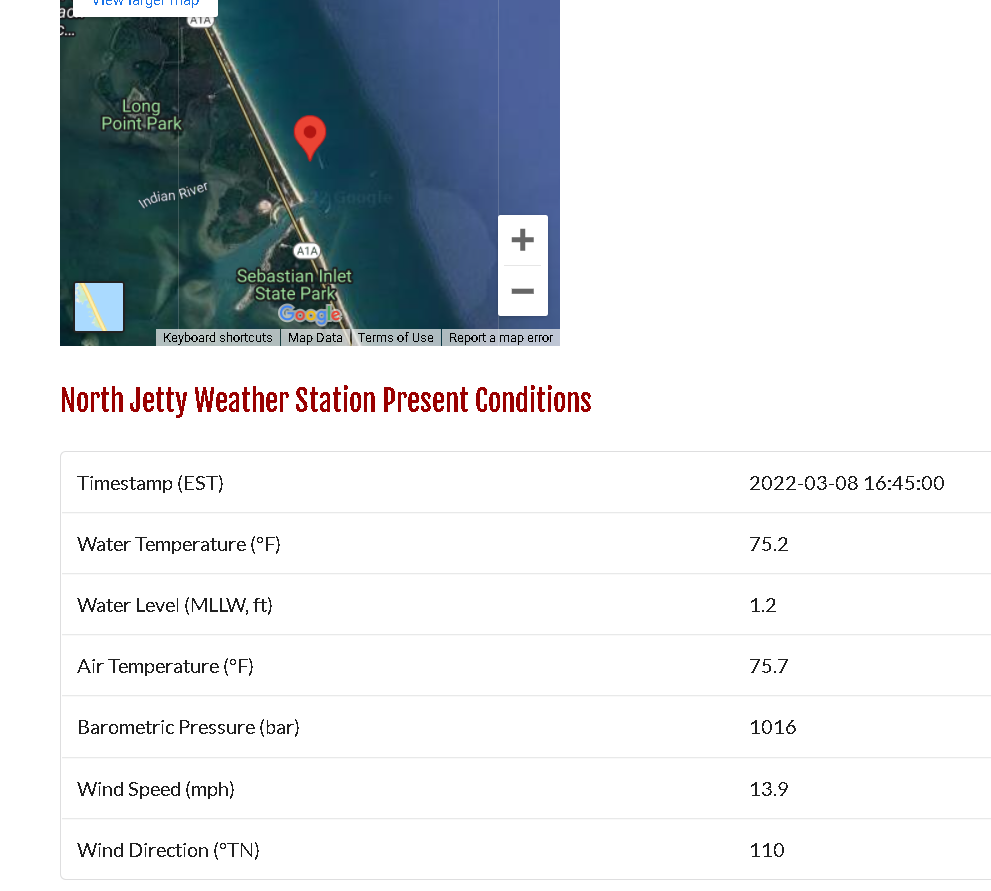 View larger map
A1A
Long
Point Park
Indian River
A1A
Sebastian Inlet
State Park
Google
Keyboard shortcuts Map Data Terms of Use Report a map error
North Jetty Weather Station Present Conditions
Timestamp (EST) 2022-03-08 16:45:00
Water Temperature (°F) 75.2
Water Level (MLLW, ft) 1.2
Air Temperature (°F) 75.7
Barometric Pressure (bar) 1016
Wind Speed (mph) 13.9
Wind Direction (°TN) 110